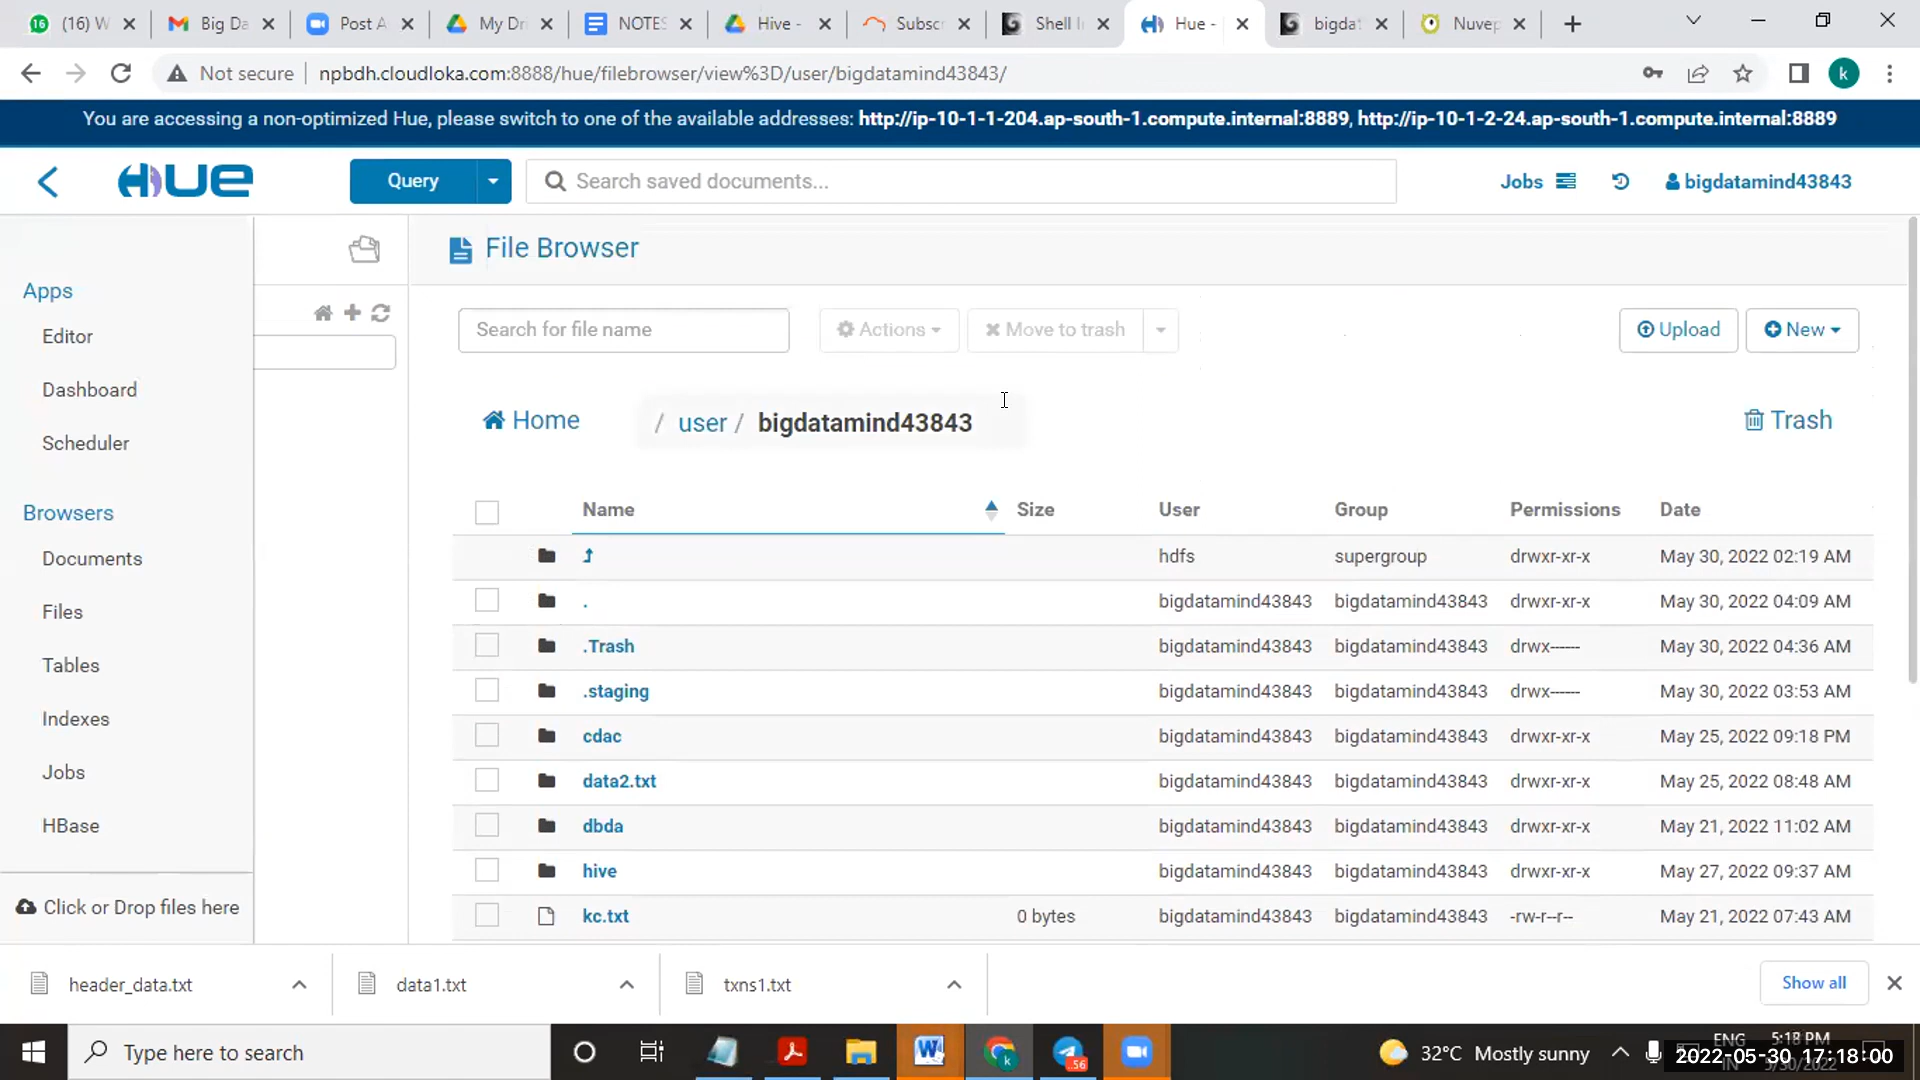 (16) W
Big Da
Post A
My Dri
NOTES
Hive -
Subsc
Shell I
Hue -
bigdat
Nuvep
Not secure
npbdh.cloudloka.com:8888/hue/filebrowser/view%3D/user/bigdatamind43843/
k
You are accessing a non-optimized Hue, please switch to one of the available addresses: http://ip-10-1-1-204.ap-south-1.compute.internal:8889, http://ip-10-1-2-24.ap-south-1.compute.internal:8889
HUE
Query
Search saved documents...
Jobs
bigdatamind43843
File Browser
Apps
Editor
Dashboard
Scheduler
Browsers
Documents
Files
Tables
Indexes
Jobs
HBase
Click or Drop files here
Search for file name
Actions
Move to trash
Upload
New
Home
/ user / bigdatamind43843
Trash
Name Size User Group Permissions Date
hdfs supergroup drwxr-xr-x May 30, 2022 02:19 AM
. bigdatamind43843 bigdatamind43843 drwxr-xr-x May 30, 2022 04:09 AM
.Trash bigdatamind43843 bigdatamind43843 drwx------ May 30, 2022 04:36 AM
.staging bigdatamind43843 bigdatamind43843 drwx------ May 30, 2022 03:53 AM
cdac bigdatamind43843 bigdatamind43843 drwxr-xr-x May 25, 2022 09:18 PM
data2.txt bigdatamind43843 bigdatamind43843 drwxr-xr-x May 25, 2022 08:48 AM
dbda bigdatamind43843 bigdatamind43843 drwxr-xr-x May 21, 2022 11:02 AM
hive bigdatamind43843 bigdatamind43843 drwxr-xr-x May 27, 2022 09:37 AM
kc.txt 0 bytes bigdatamind43843 bigdatamind43843 -rw-r--r-- May 21, 2022 07:43 AM
header_data.txt
data1.txt
txns1.txt
Show all
Type here to search
56
32°C Mostly sunny
ENG
IN
5:18 PM
5/30/2022
2022-05-30 17:18:00